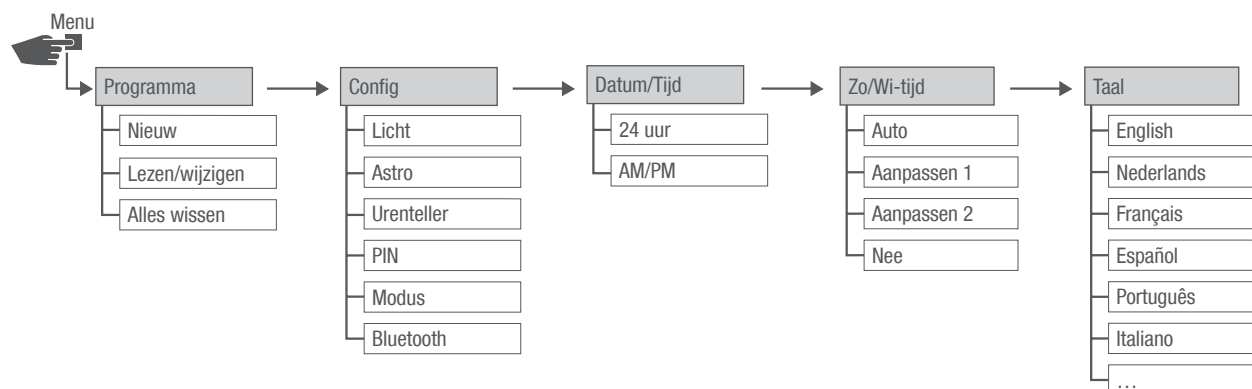 Menu
Programma
Nieuw
Lezen/wijzigen
Alles wissen
Config
Licht
Astro
Urenteller
PIN
Modus
Bluetooth
Datum/Tijd
24 uur
AM/PM
Zo/Wi-tijd
Auto
Aanpassen 1
Aanpassen 2
Nee
Taal
English
Nederlands
Français
Español
Português
Italiano
...